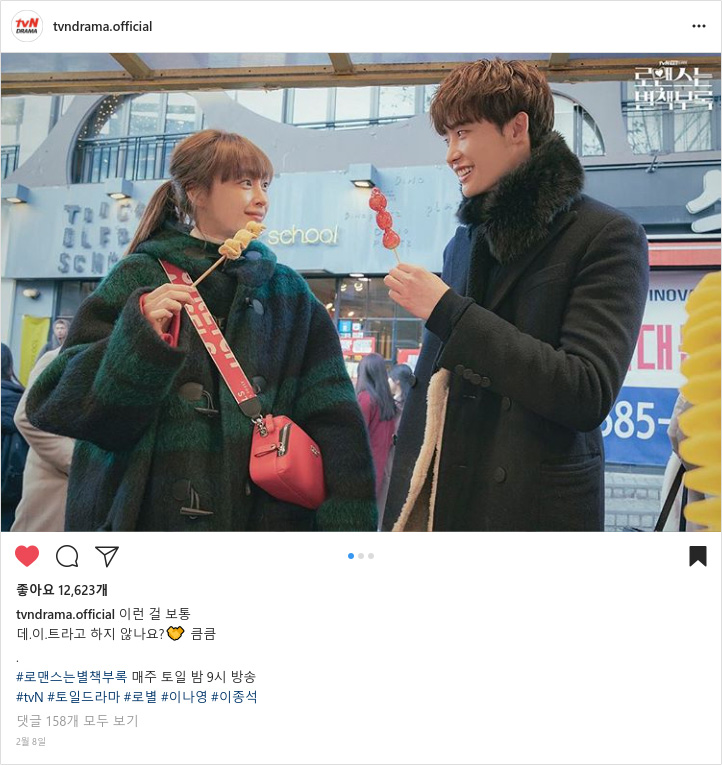 tvN
DRAMA
tvndrama.official
로맨스는
별책부록
school
INOVA
대
585-
좋아요 12,623개
tvndrama.official 이런 걸 보통
데.이.트라고 하지 않나요?💛 큼큼
.
#로맨스는별책부록 매주 토일 밤 9시 방송
#tvN #토일드라마 #로별 #이나영 #이종석
댓글 158개 모두 보기
2월 8일